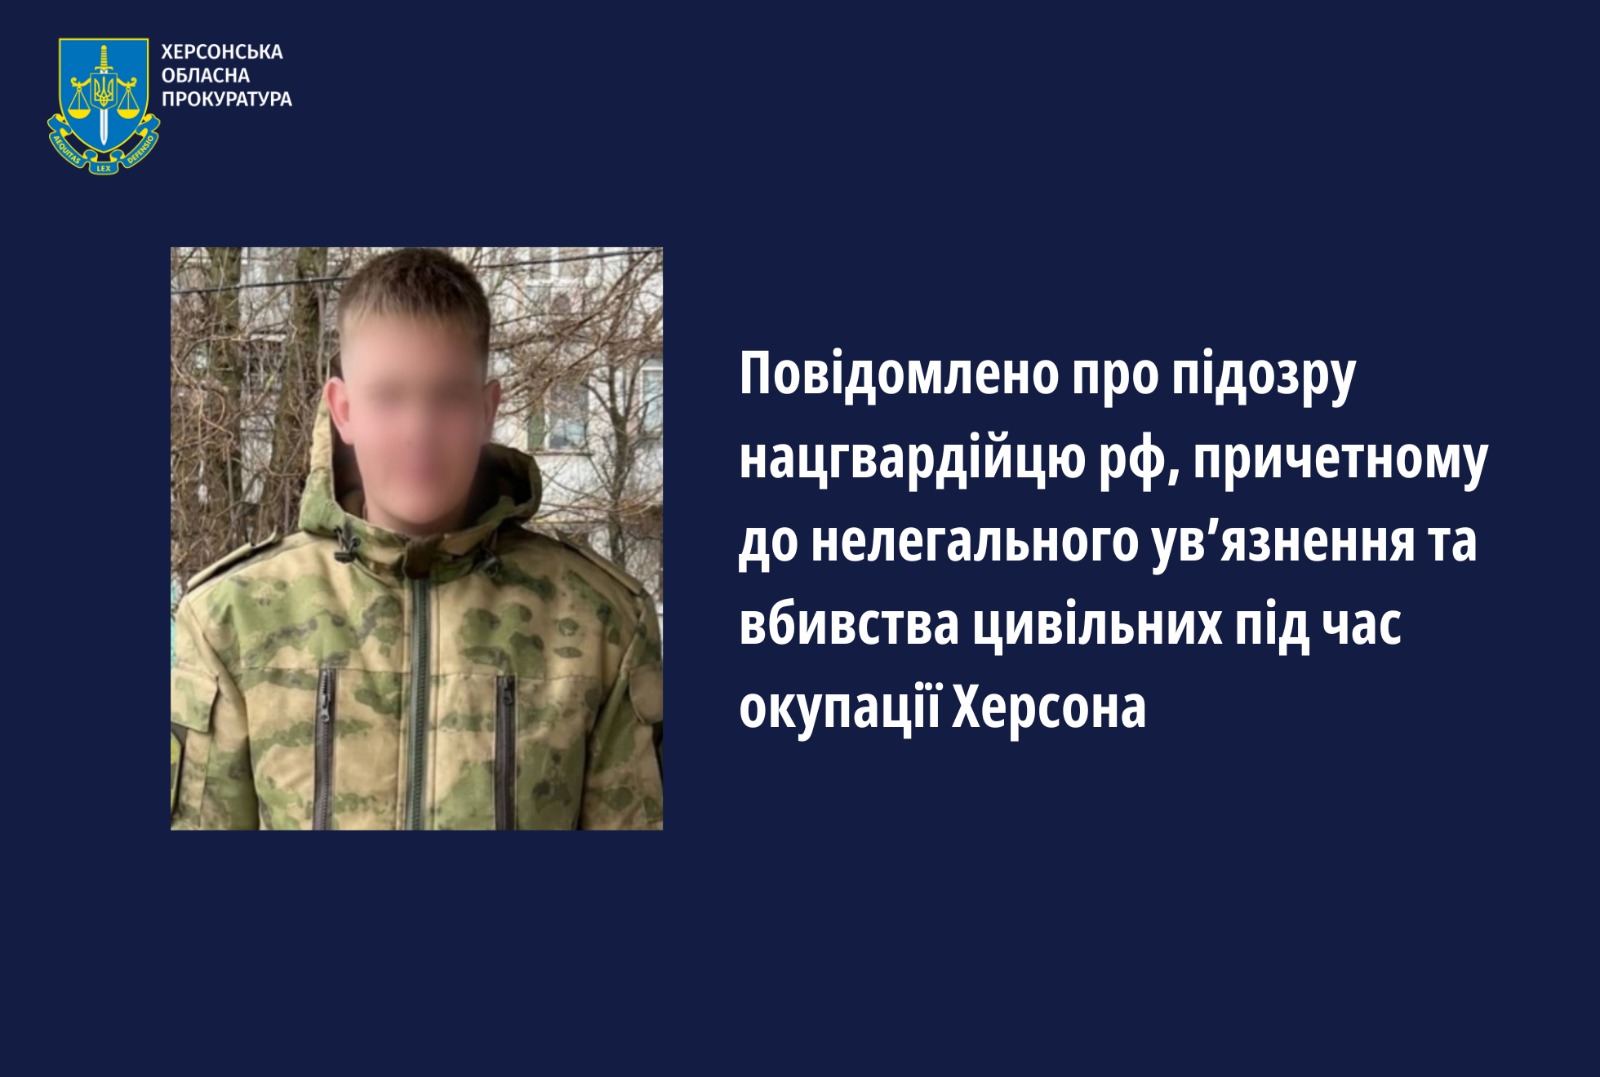 ХЕРСОНСЬКА
ОБЛАСНА
ПРОКУРАТУРА
AEQUITAS LEX DEFENSIO
Повідомлено про підозру
нацгвардійцю рф, причетному
до нелегального ув’язнення та
вбивства цивільних під час
окупації Херсона